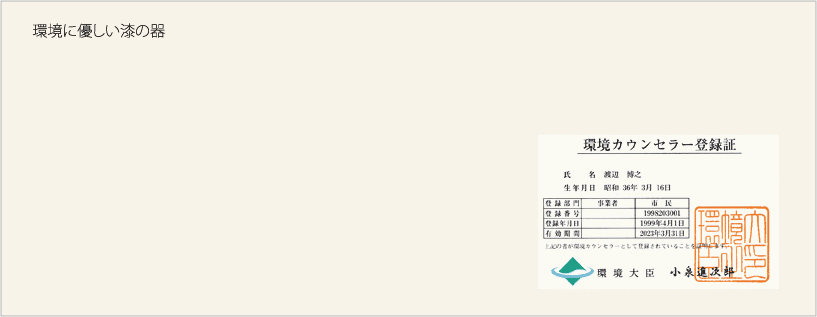 環境に優しい漆の器
環境カウンセラー登録証
氏　名 渡辺 博之
生年月日 昭和 36年 3月 16日
登録部門 事業者 市民
登録番号 1998203001
登録年月日 1999年4月1日
有効期間 2023年3月31日
上記の者が環境カウンセラーとして登録されていることを証明します。
環境大臣 小泉進次郎